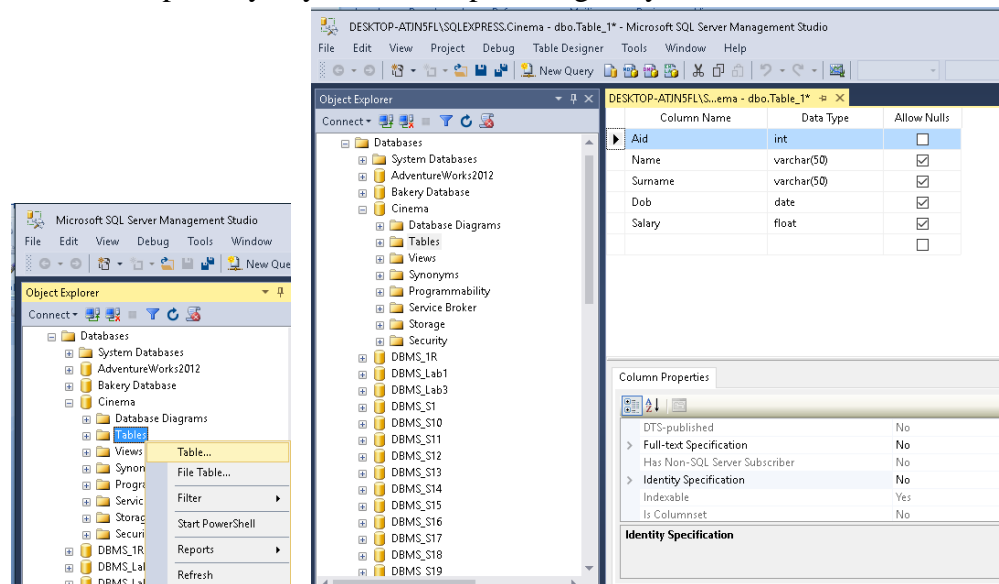 Microsoft SQL Server Management Studio
File Edit View Debug Tools Window
New Que
Object Explorer
Connect
Databases
System Databases
AdventureWorks2012
Bakery Database
Cinema
Database Diagrams
Tables
Views
Synon
Progra
Servic
Storag
Securi
DBMS_1R
DBMS_La
Table...
File Table...
Filter
Start PowerShell
Reports
Refresh
DESKTOP-ATJN5FL\SQLEXPRESS.Cinema - dbo.Table_1* - Microsoft SQL Server Management Studio
File Edit View Project Debug Table Designer Tools Window Help
New Query
Object Explorer
Connect
Databases
System Databases
AdventureWorks2012
Bakery Database
Cinema
Database Diagrams
Tables
Views
Synonyms
Programmability
Service Broker
Storage
Security
DBMS_1R
DBMS_Lab1
DBMS_Lab3
DBMS_S1
DBMS_S10
DBMS_S11
DBMS_S12
DBMS_S13
DBMS_S14
DBMS_S15
DBMS_S16
DBMS_S17
DBMS_S18
DBMS_S19
DESKTOP-ATJN5FL\S...ema - dbo.Table_1*
Column Name Data Type Allow Nulls
Aid int
Name varchar(50)
Surname varchar(50)
Dob date
Salary float
Column Properties
DTS-published No
Full-text Specification No
Has Non-SQL Server Subscriber No
Identity Specification No
Indexable Yes
Is Columnset No
Identity Specification